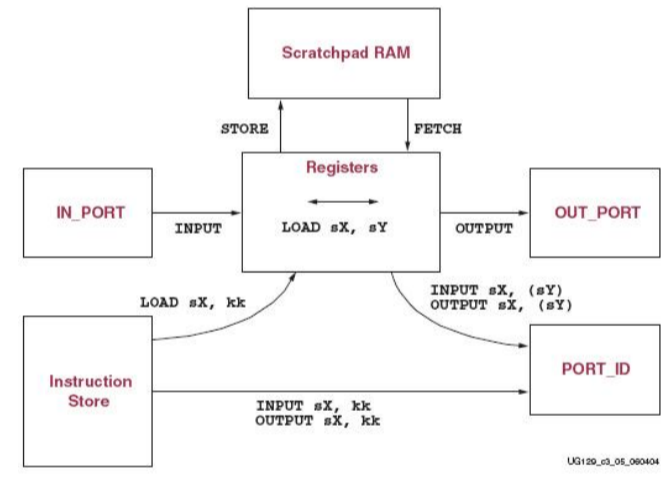 Scratchpad RAM
STORE
FETCH
Registers
IN_PORT
INPUT
LOAD sX, sY
OUTPUT
OUT_PORT
LOAD sX, kk
INPUT sX, (sY)
OUTPUT sX, (sY)
Instruction
Store
PORT_ID
INPUT sX, kk
OUTPUT sX, kk
UG129_c3_05_060404